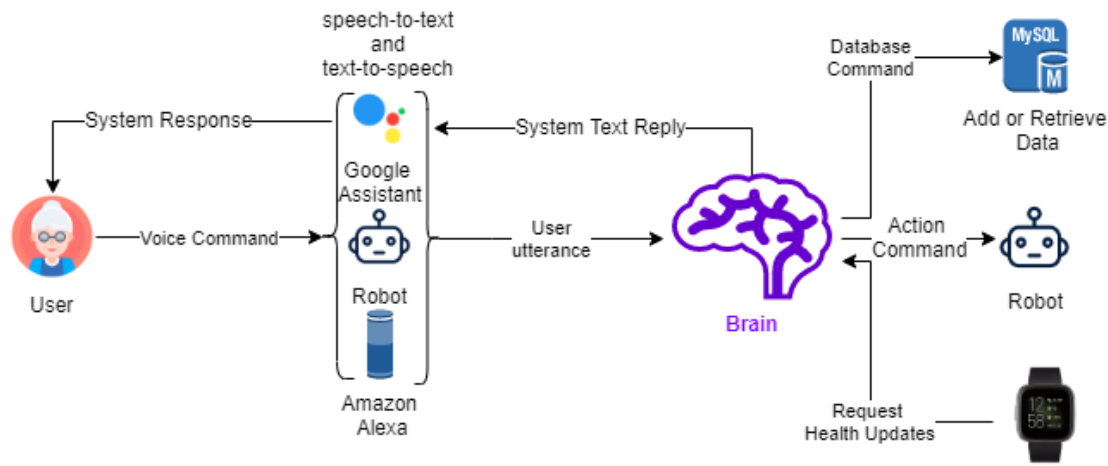 speech-to-text
and
text-to-speech
MySQL
M
Database
Command
Add or Retrieve
Data
System Response
System Text Reply
Google
Assistant
Voice Command
User
utterance
Action
Command
User
Robot
Brain
Robot
Amazon
Alexa
12
58
Request
Health Updates